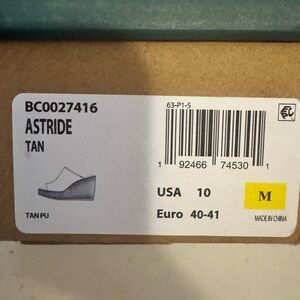 BC0027416
ASTRIDE
TAN
TAN PU
63-P1-5
1 92466 74530 1
USA 10
Euro 40-41
M
MADE IN CHINA